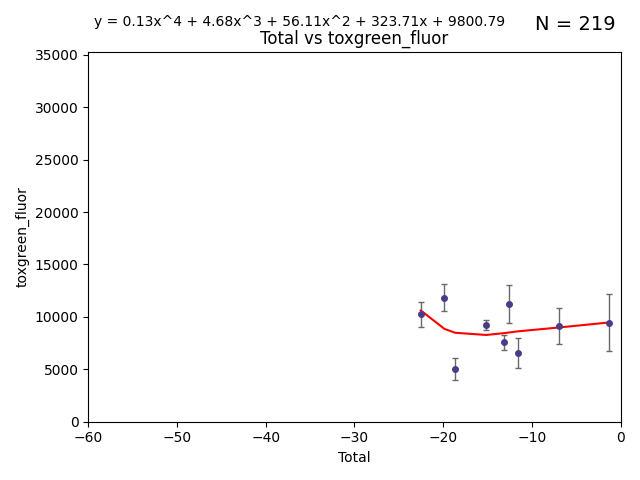 y = 0.13x^4 + 4.68x^3 + 56.11x^2 + 323.71x + 9800.79
N = 219
Total vs toxgreen_fluor
35000
30000
25000
20000
15000
10000
5000
0
toxgreen_fluor
−60 −50 −40 −30 −20 −10 0
Total